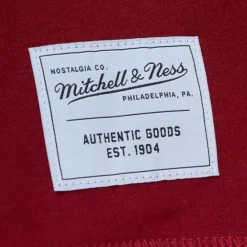 NOSTALGIA CO.
Mitchell & Ness
PHILADELPHIA, PA.
AUTHENTIC GOODS
EST. 1904